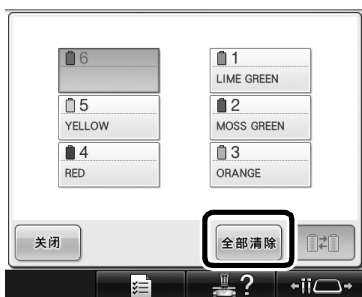 6
1
LIME GREEN
5
YELLOW
2
MOSS GREEN
4
RED
3
ORANGE
关闭
全部清除
?